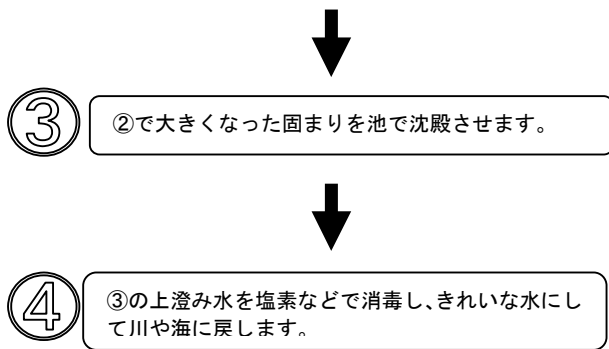 ③
②で大きくなった固まりを池で沈殿させます。
④
③の上澄み水を塩素などで消毒し、きれいな水にし
て川や海に戻します。